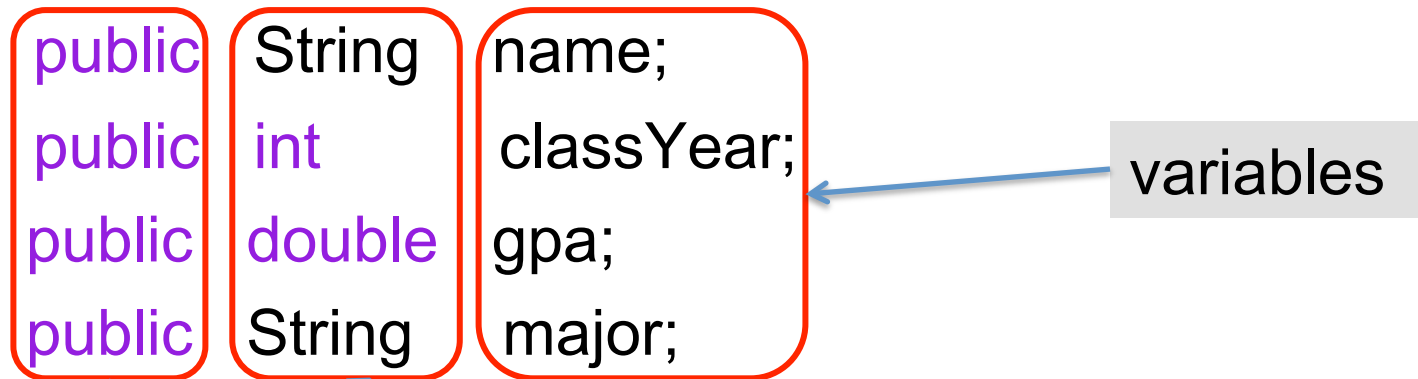 public String name;
public int classYear;
variables
public double gpa;
public String major;